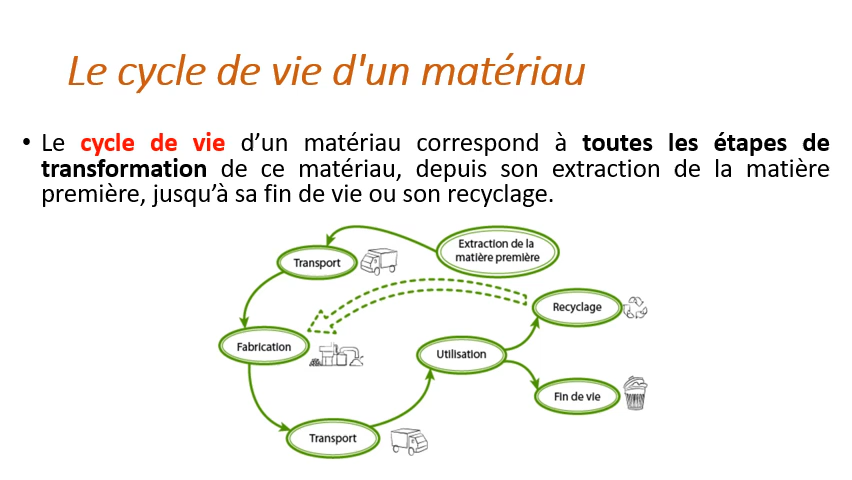 Le cycle de vie d'un matériau
• Le cycle de vie d’un matériau correspond à toutes les étapes de
transformation de ce matériau, depuis son extraction de la matière
première, jusqu’à sa fin de vie ou son recyclage.
Extraction de la
matière première
Transport
Recyclage
Fabrication
Utilisation
Fin de vie
Transport